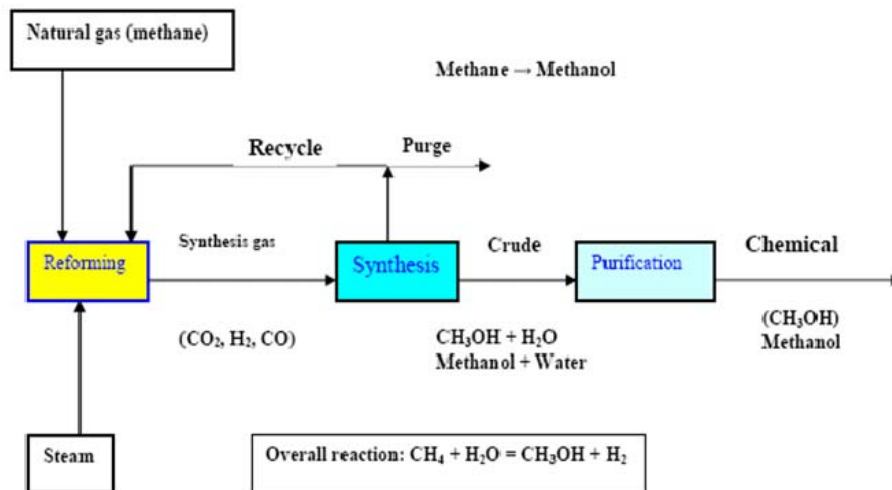 Natural gas (methane)
Methane → Methanol
Recycle
Purge
Synthesis gas
Crude
Chemical
Reforming
Synthesis
Purification
(CO₂, H₂, CO)
CH₃OH + H₂O
Methanol + Water
(CH₃OH)
Methanol
Steam
Overall reaction: CH₄ + H₂O = CH₃OH + H₂